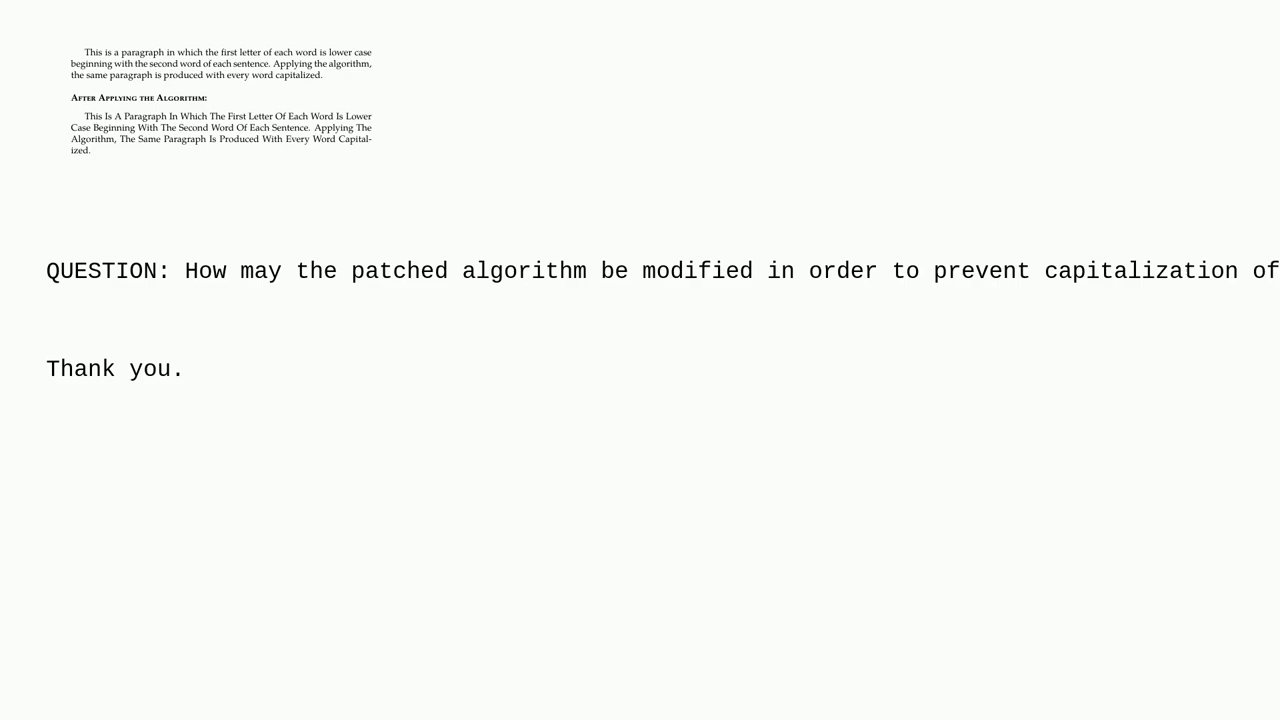 This is a paragraph in which the first letter of each word is lower case
beginning with the second word of each sentence. Applying the algorithm,
the same paragraph is produced with every word capitalized.
After Applying the Algorithm:
This Is A Paragraph In Which The First Letter Of Each Word Is Lower
Case Beginning With The Second Word Of Each Sentence. Applying The
Algorithm, The Same Paragraph Is Produced With Every Word Capital-
ized.
QUESTION: How may the patched algorithm be modified in order to prevent capitalization of
Thank you.